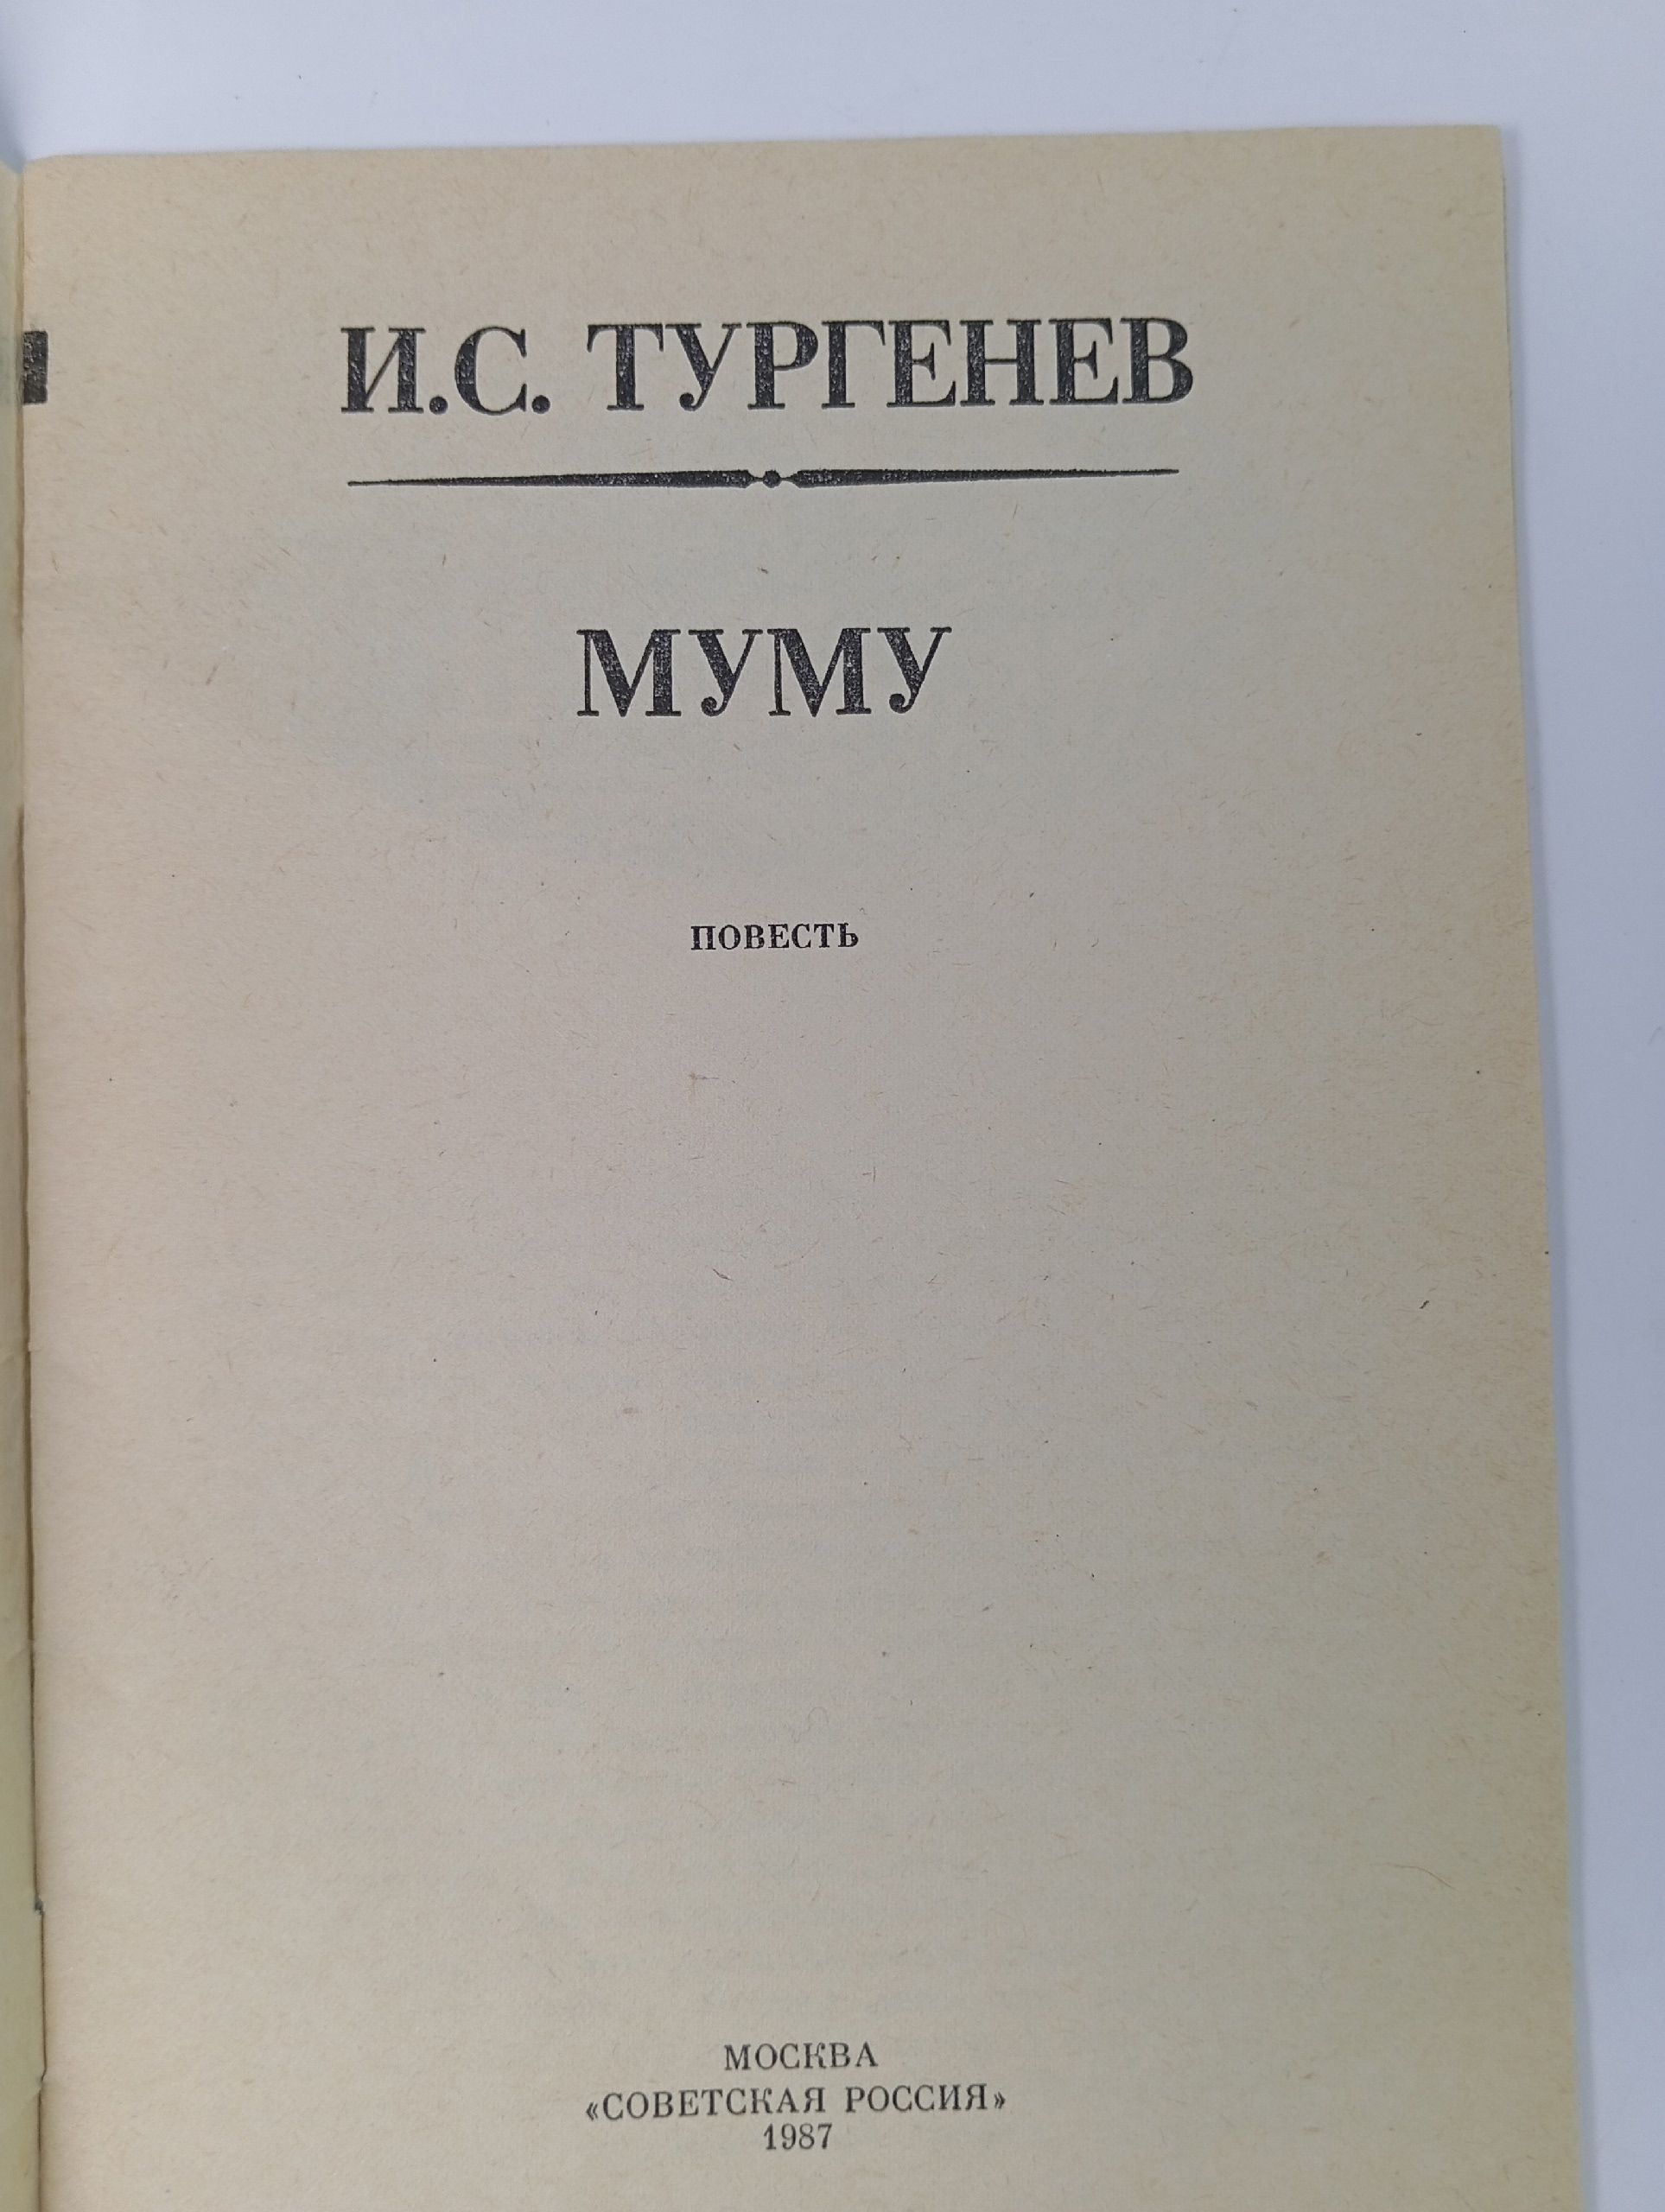 И.С. ТУРГЕНЕВ
МУМУ
ПОВЕСТЬ
МОСКВА
«СОВЕТСКАЯ РОССИЯ»
1987